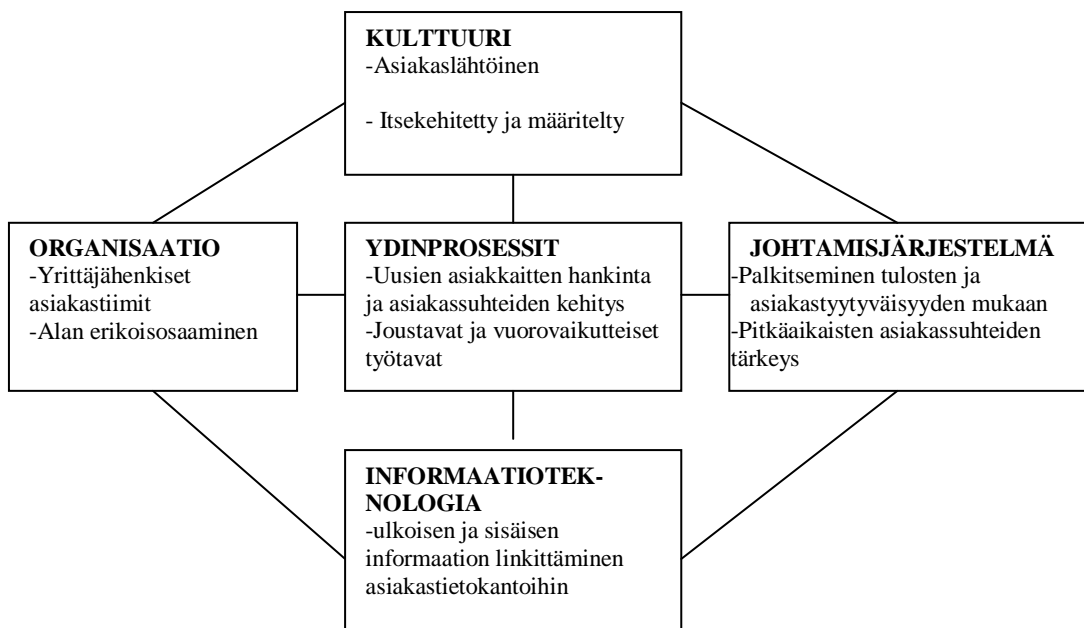 KULTTUURI
-Asiakaslähtöinen
- Itsekehitetty ja määritelty
ORGANISAATIO
-Yrittäjähenkiset
asiakastiimit
-Alan erikoisosaaminen
YDINPROSESSIT
-Uusien asiakkaitten hankinta
ja asiakassuhteiden kehitys
-Joustavat ja vuorovaikutteiset
työtavat
JOHTAMISJÄRJESTELMÄ
-Palkitseminen tulosten ja
asiakastyytyväisyyden mukaan
-Pitkäaikaisten asiakassuhteiden
tärkeys
INFORMAATIOTEK-
NOLOGIA
-ulkoisen ja sisäisen
informaation linkittäminen
asiakastietokantoihin